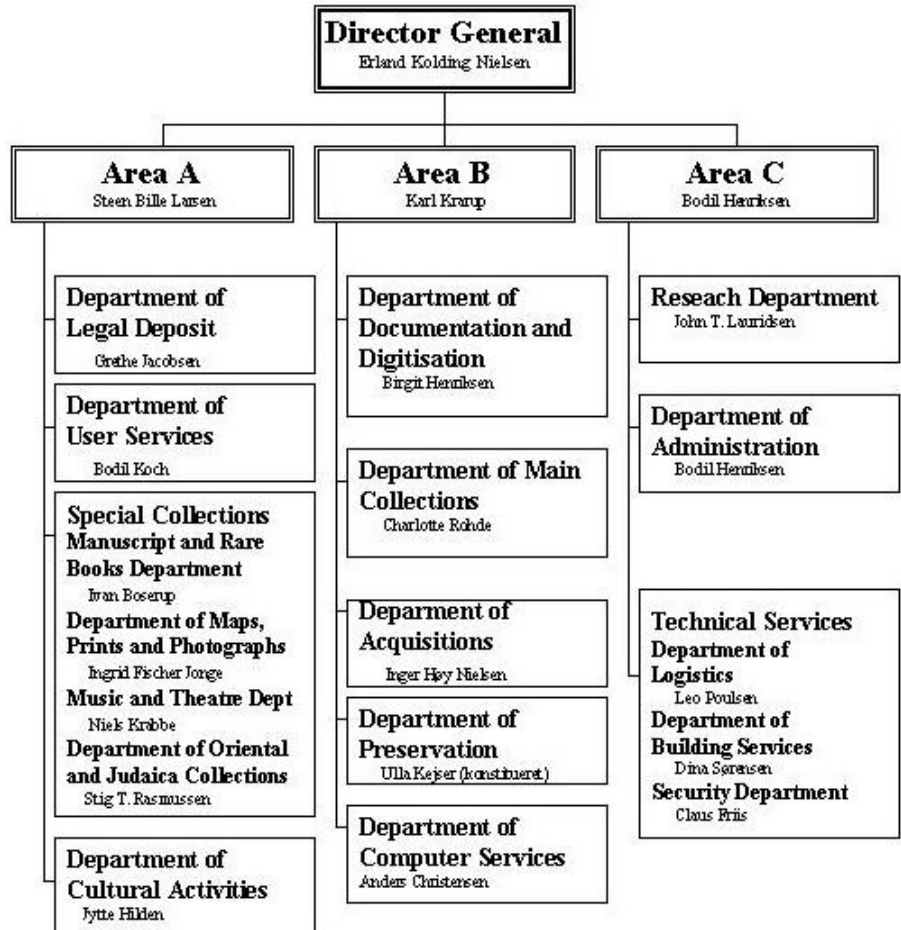 Director General
Erland Kolding Nielsen
Area A
Steen Bille Larsen
Area B
Karl Krarup
Area C
Bodil Henriksen
Department of
Legal Deposit
Grethe Jacobsen
Department of
User Services
Bodil Koch
Special Collections
Manuscript and Rare
Books Department
Ivan Boserup
Department of Maps,
Prints and Photographs
Ingrid Fischer Jonge
Music and Theatre Dept
Niels Krabbe
Department of Oriental
and Judaica Collections
Stig T. Rasmussen
Department of
Cultural Activities
Jytte Hilden
Department of
Documentation and
Digitisation
Birgit Henriksen
Department of Main
Collections
Charlotte Rohde
Deparment of
Acquisitions
Inger Høy Nielsen
Department of
Preservation
Ulla Kejser (konstitueret)
Department of
Computer Services
Anders Christensen
Reseach Department
John T. Lauridsen
Department of
Administration
Bodil Henriksen
Technical Services
Department of
Logistics
Leo Poulsen
Department of
Building Services
Dina Sørensen
Security Department
Claus Friis